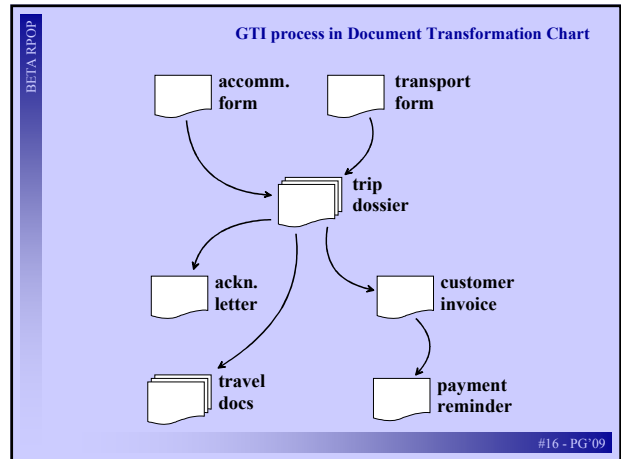 BETA RPOP
GTI process in Document Transformation Chart
accomm.
form
transport
form
trip
dossier
ackn.
letter
customer
invoice
travel
docs
payment
reminder
#16 - PG'09